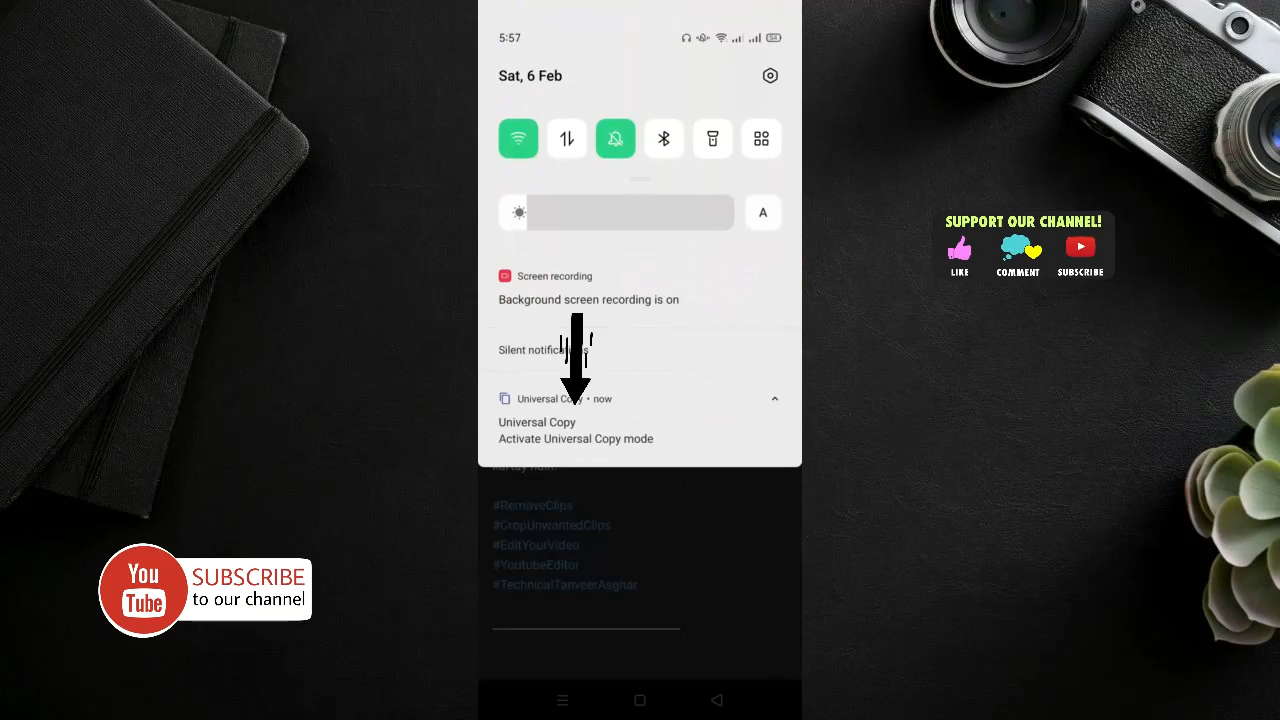 5:57
54
Sat, 6 Feb
A
Screen recording
Background screen recording is on
Silent
Universal • now
Universal Copy
Activate Universal Copy mode
#RemoveClips
#CropUnwantedClips
#EditYourVideo
#YoutubeEditor
#TechnicalTanveerAsghar
SUPPORT OUR CHANNEL!
LIKE
COMMENT
SUBSCRIBE
You
Tube
SUBSCRIBE
to our channel